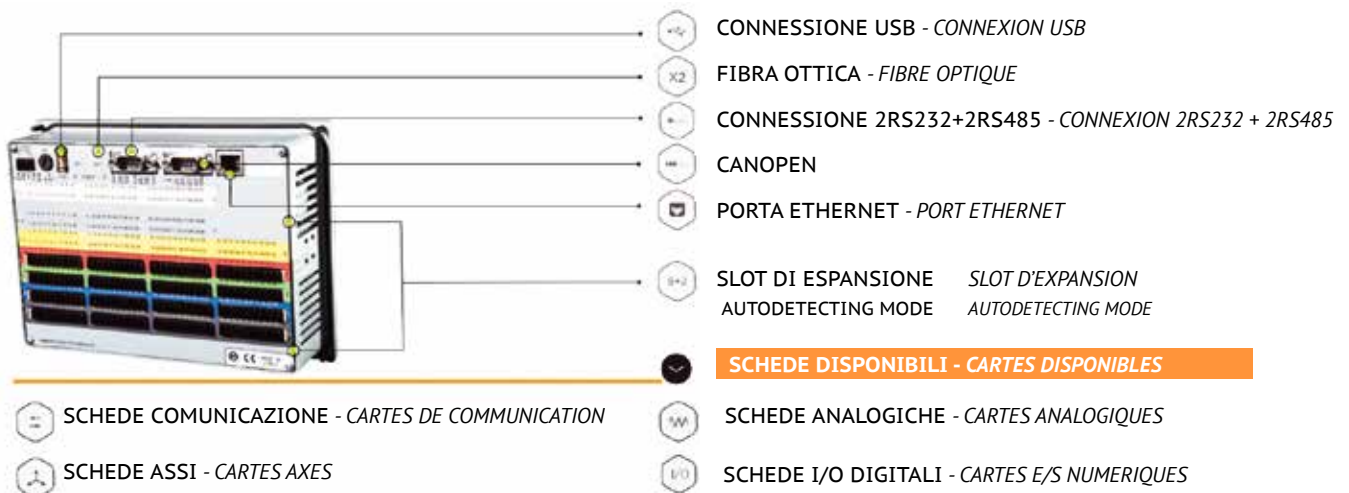 CONNESSIONE USB - CONNEXION USB
X2
FIBRA OTTICA - FIBRE OPTIQUE
CONNESSIONE 2RS232+2RS485 - CONNEXION 2RS232 + 2RS485
CANOPEN
PORTA ETHERNET - PORT ETHERNET
SLOT DI ESPANSIONE SLOT D'EXPANSION
AUTODETECTING MODE AUTODETECTING MODE
SCHEDE DISPONIBILI - CARTES DISPONIBLES
SCHEDE COMUNICAZIONE - CARTES DE COMMUNICATION
SCHEDE ANALOGICHE - CARTES ANALOGIQUES
SCHEDE ASSI - CARTES AXES
I/O
SCHEDE I/O DIGITALI - CARTES E/S NUMERIQUES